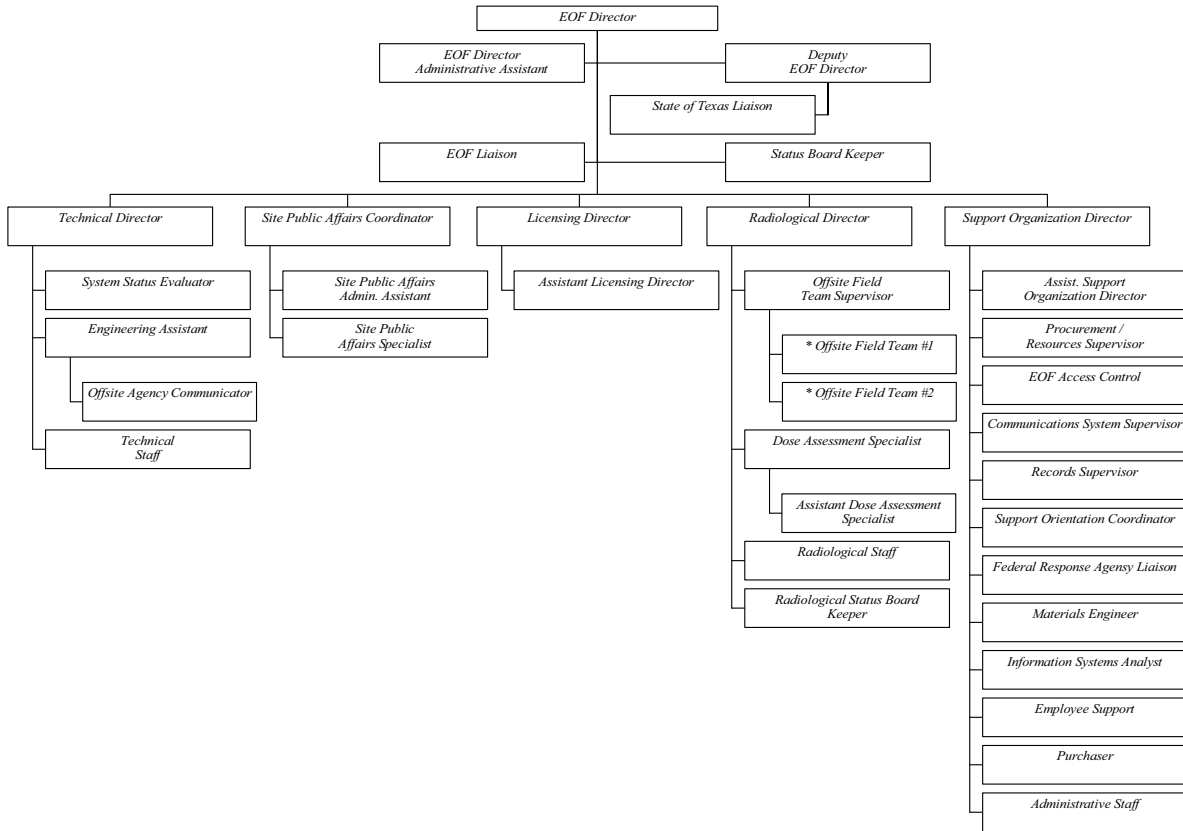 EOF Director
EOF Director
Administrative Assistant
Deputy
EOF Director
State of Texas Liaison
EOF Liaison
Status Board Keeper
Technical Director
Site Public Affairs Coordinator
Licensing Director
Radiological Director
Support Organization Director
System Status Evaluator
Engineering Assistant
Offsite Agency Communicator
Technical
Staff
Site Public Affairs
Admin. Assistant
Site Public
Affairs Specialist
Assistant Licensing Director
Offsite Field
Team Supervisor
* Offsite Field Team #1
* Offsite Field Team #2
Dose Assessment Specialist
Assistant Dose Assessment
Specialist
Radiological Staff
Radiological Status Board
Keeper
Assist. Support
Organization Director
Procurement /
Resources Supervisor
EOF Access Control
Communications System Supervisor
Records Supervisor
Support Orientation Coordinator
Federal Response Agensy Liaison
Materials Engineer
Information Systems Analyst
Employee Support
Purchaser
Administrative Staff